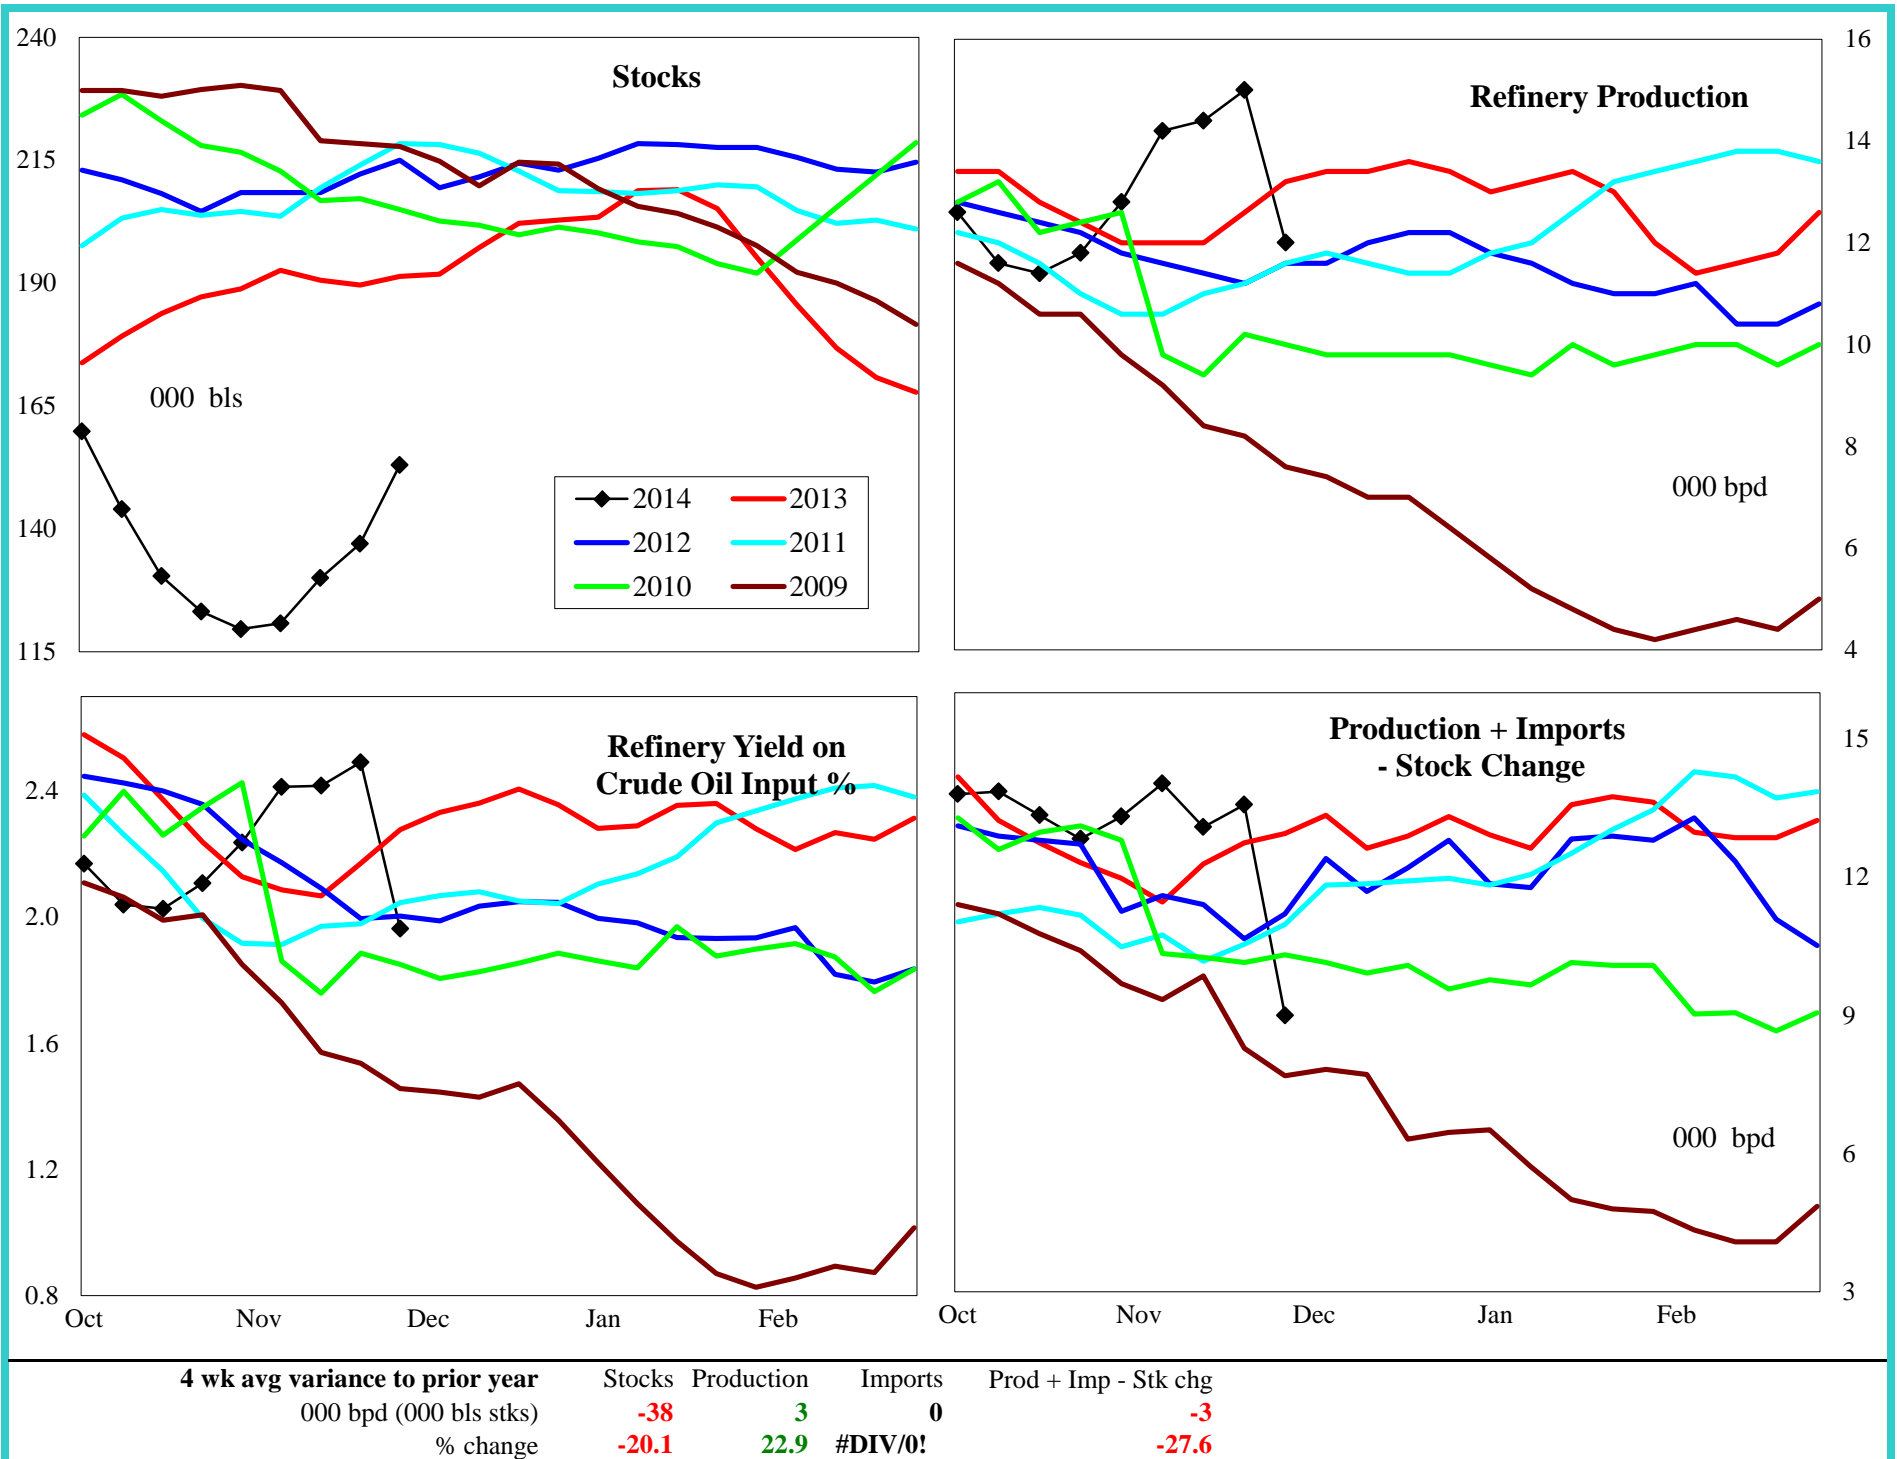 240
215
190
165
140
115
Stocks
000 bls
2014
2013
2012
2011
2010
2009
Refinery Production
000 bpd
16
14
12
10
8
6
4
2.4
2.0
1.6
1.2
0.8
Refinery Yield on
Crude Oil Input %
Oct Nov Dec Jan Feb
Production + Imports
- Stock Change
000 bpd
15
12
9
6
3
Oct Nov Dec Jan Feb
4 wk avg variance to prior year Stocks Production Imports Prod + Imp - Stk chg
000 bpd (000 bls stks) -38 3 0 -3
% change -20.1 22.9 #DIV/0! -27.6